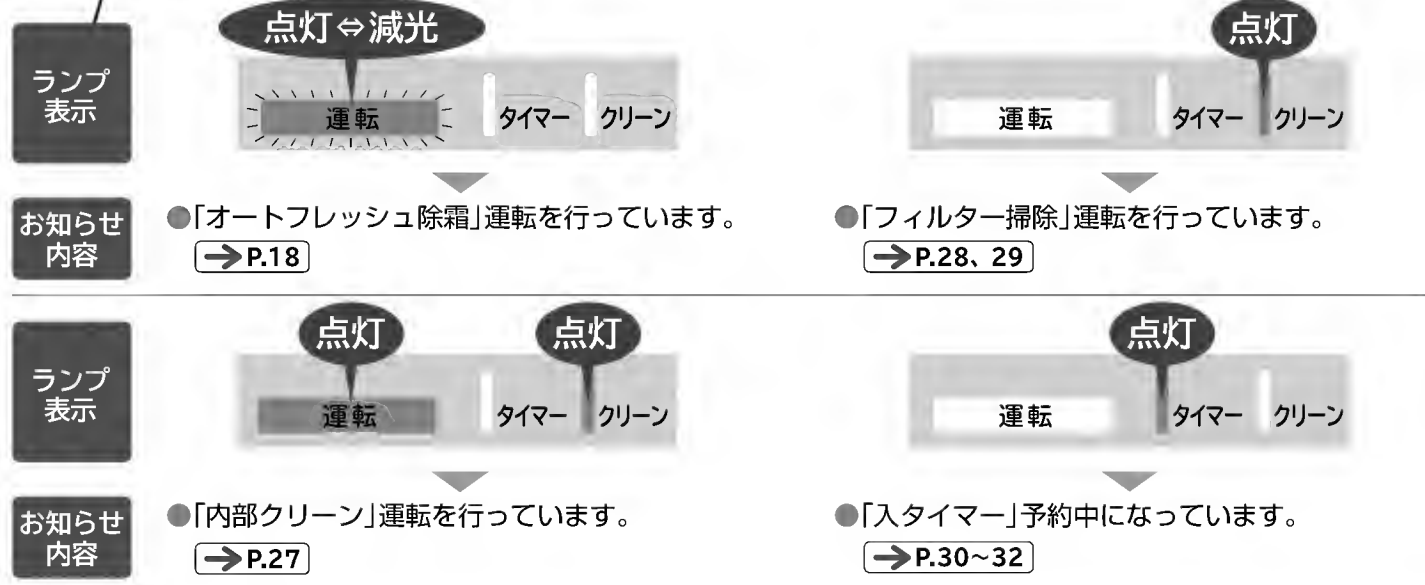 ランプ
表示
点灯⇔減光
運転
タイマー
クリーン
点灯
運転
タイマー
クリーン
お知らせ
内容
●「オートフレッシュ除霜」運転を行っています。
➔P.18
●「フィルター掃除」運転を行っています。
➔P.28、29
ランプ
表示
点灯
点灯
運転
タイマー
クリーン
点灯
運転
タイマー
クリーン
お知らせ
内容
●「内部クリーン」運転を行っています。
➔P.27
●「入タイマー」予約中になっています。
➔P.30~32